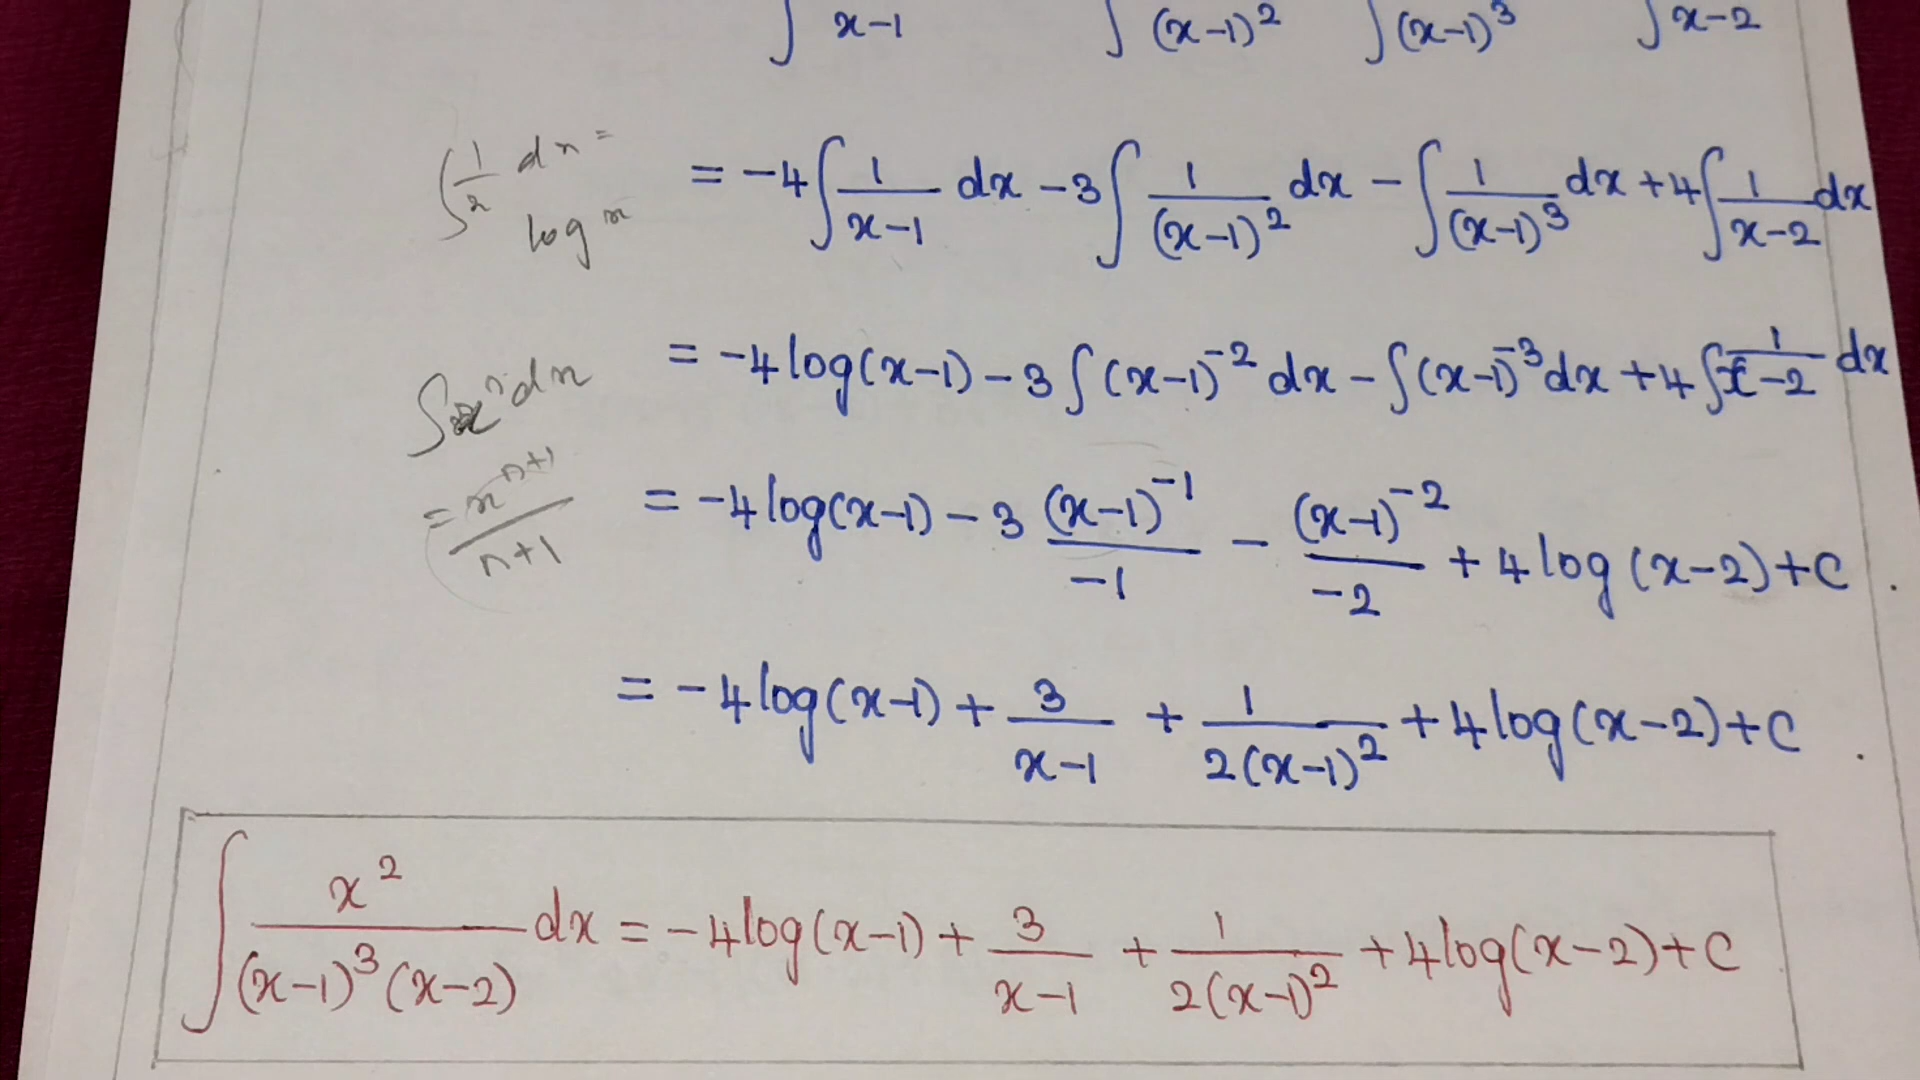 ∫ x-1 ∫ (x-1)² ∫ (x-1)³ ∫ x-2
∫ 1/2 dx =
log x
= -4 ∫ 1/(x-1) dx - 3 ∫ 1/(x-1)² dx - ∫ 1/(x-1)³ dx + 4 ∫ 1/(x-2) dx
= -4 log(x-1) - 3 ∫ (x-1)⁻² dx - ∫ (x-1)⁻³ dx + 4 ∫ 1/(x-2) dx
∫ xⁿ dx
= xⁿ⁺¹/(n+1)
= -4 log(x-1) - 3 (x-1)⁻¹/(-1) - (x-1)⁻²/(-2) + 4 log(x-2) + C
= -4 log(x-1) + 3/(x-1) + 1/(2(x-1)²) + 4 log(x-2) + C
∫ x²/((x-1)³(x-2)) dx = -4 log(x-1) + 3/(x-1) + 1/(2(x-1)²) + 4 log(x-2) + C